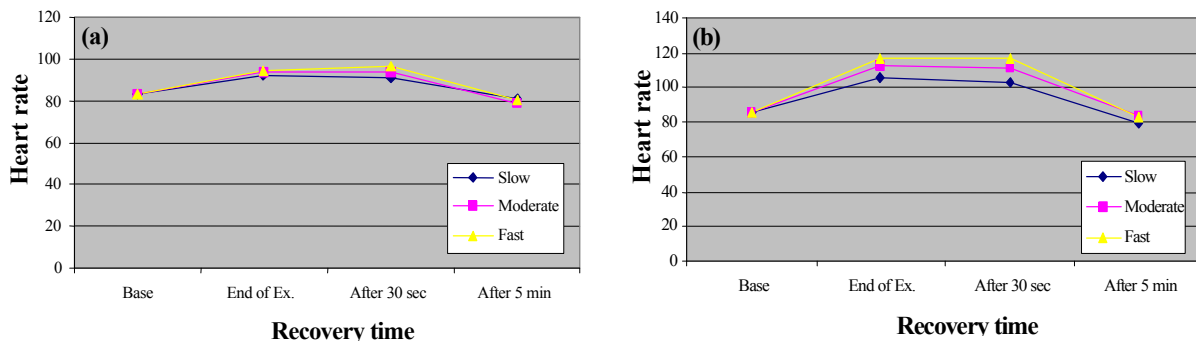 (a)
Heart rate
120
100
80
60
40
20
0
Slow
Moderate
Fast
Base End of Ex. After 30 sec After 5 min
Recovery time
(b)
Heart rate
140
120
100
80
60
40
20
0
Slow
Moderate
Fast
Base End of Ex. After 30 sec After 5 min
Recovery time